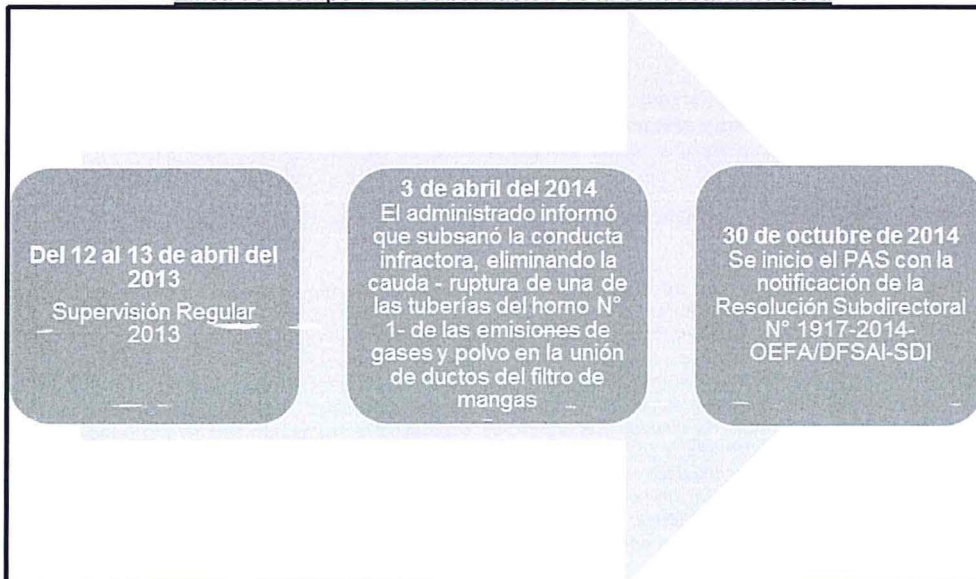 Del 12 al 13 de abril del
2013
Supervisión Regular
2013
3 de abril del 2014
El administrado informó
que subsanó la conducta
infractora, eliminando la
cauda - ruptura de una de
las tuberías del horno N°
1- de las emisiones de
gases y polvo en la unión
de ductos del filtro de
mangas
30 de octubre de 2014
Se inicio el PAS con la
notificación de la
Resolución Subdirectoral
N° 1917-2014-
OEFA/DFSAI-SDI